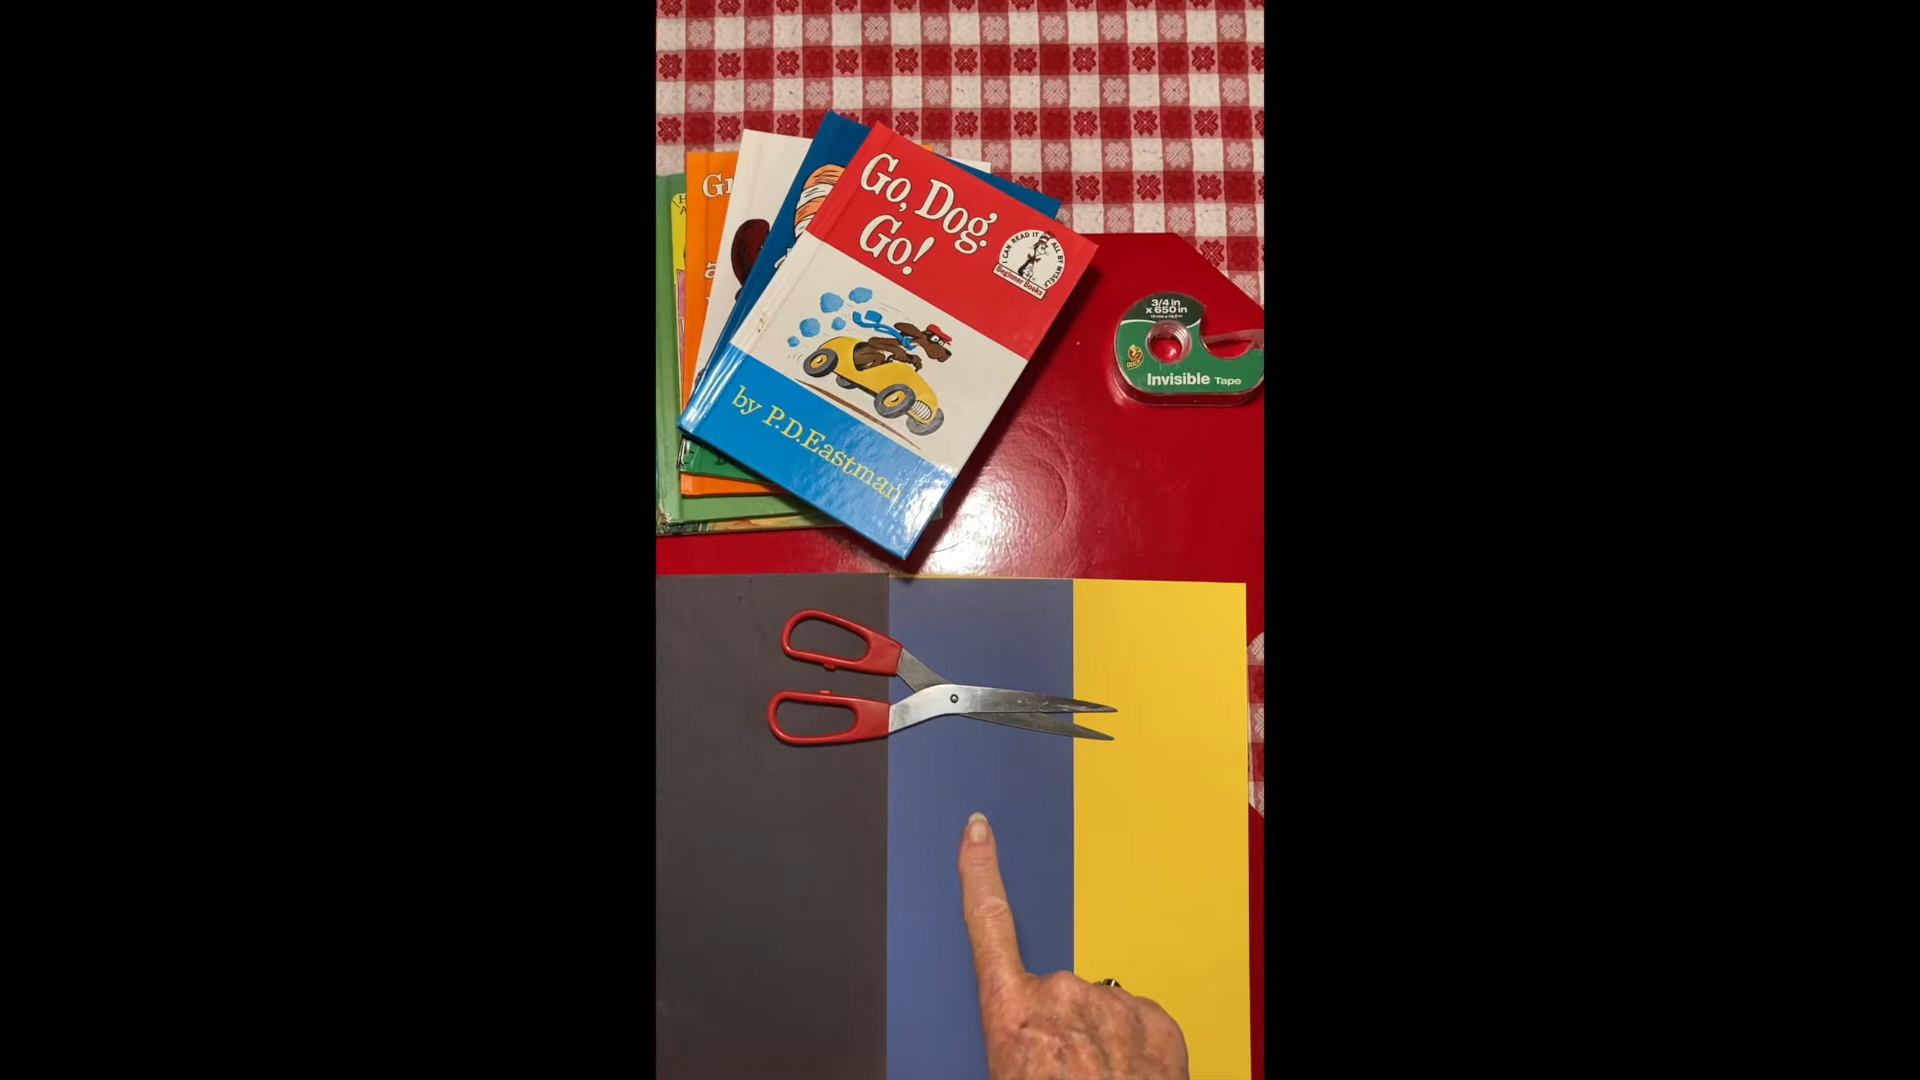 Go, Dog.
Go!
I CAN READ IT ALL BY MYSELF
Beginner Books
by P.D.Eastman
Gr
3/4 in
x 650 in
Invisible Tape